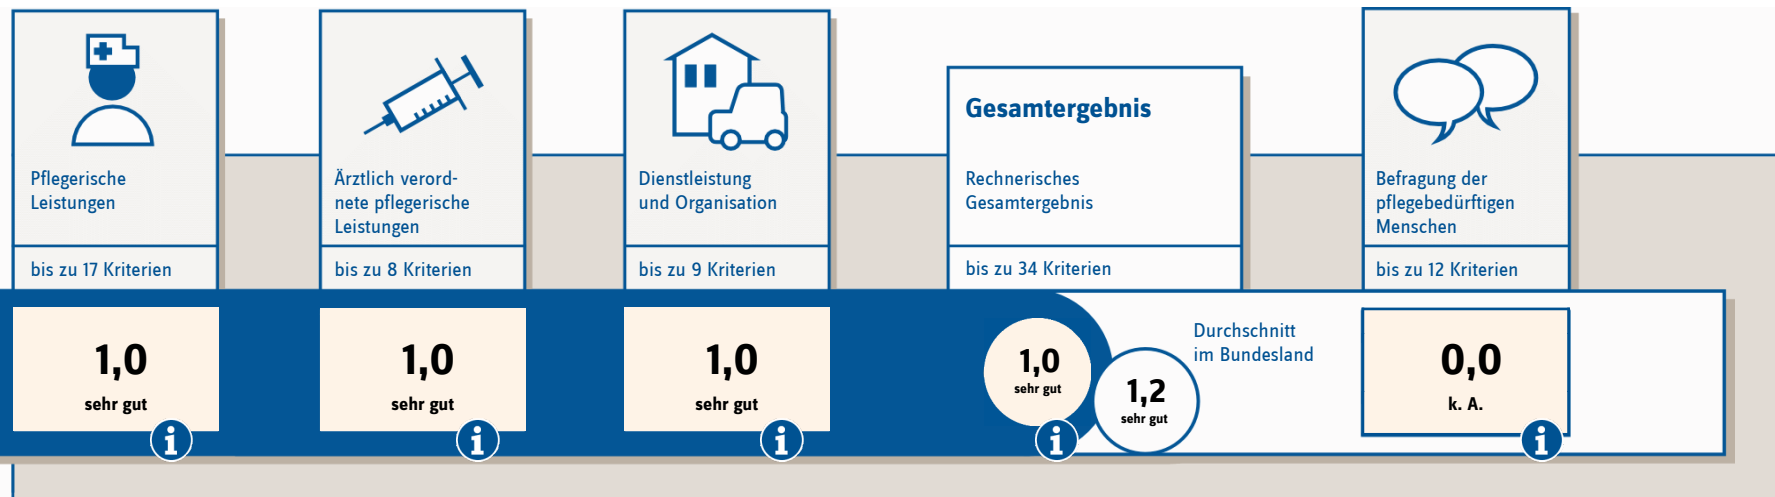 Pflegerische
Leistungen
bis zu 17 Kriterien
1,0
sehr gut
i
Ärztlich verord-
nete pflegerische
Leistungen
bis zu 8 Kriterien
1,0
sehr gut
i
Dienstleistung
und Organisation
bis zu 9 Kriterien
1,0
sehr gut
i
Gesamtergebnis
Rechnerisches
Gesamtergebnis
bis zu 34 Kriterien
1,0
sehr gut
i
1,2
sehr gut
Durchschnitt
im Bundesland
Befragung der
pflegebedürftigen
Menschen
bis zu 12 Kriterien
0,0
k. A.
i